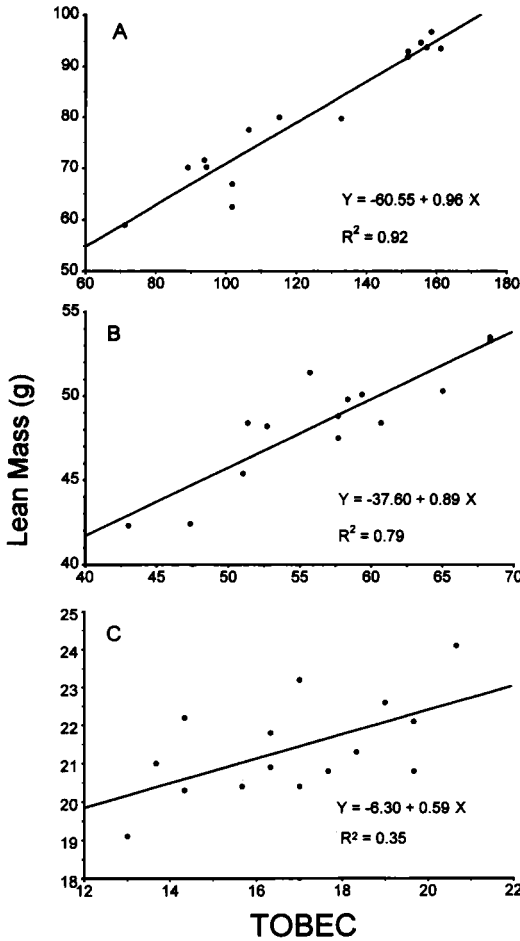 A
100
90
80
70
60
50
60 80 100 120 140 160 180
Y = -60.55 + 0.96 X
R² = 0.92
B
55
50
45
40
40 45 50 55 60 65 70
Y = -37.60 + 0.89 X
R² = 0.79
Lean Mass (g)
C
25
24
23
22
21
20
19
18
12 14 16 18 20 22
Y = -6.30 + 0.59 X
R² = 0.35
TOBEC